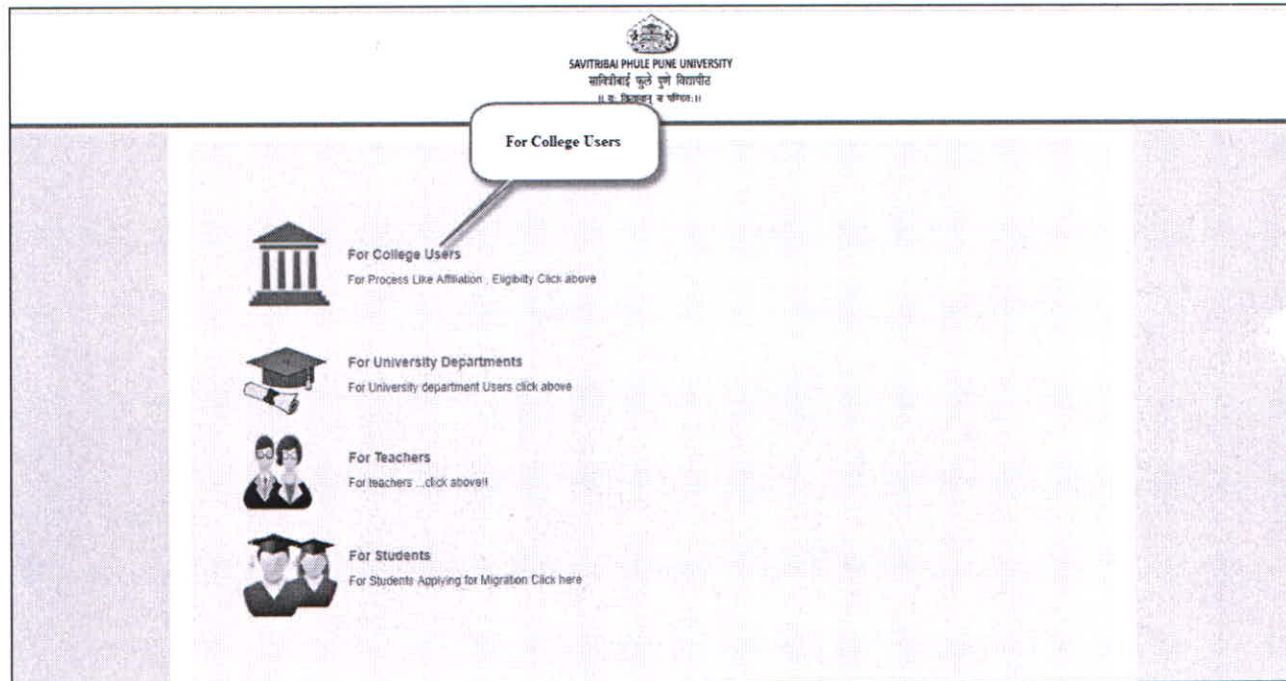 SAVITRIBAI PHULE PUNE UNIVERSITY
सावित्रीबाई फुले पुणे विद्यापीठ
॥ यः क्रियावान् स पण्डितः॥
For College Users
For College Users
For Process Like Affiliation , Eligibilty Click above
For University Departments
For University department Users click above
For Teachers
For teachers ...click above!!
For Students
For Students Applying for Migration Click here